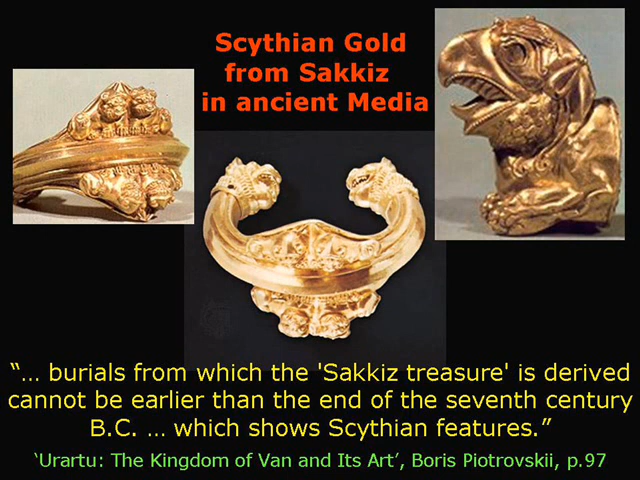 Scythian Gold
from Sakkiz
in ancient Media
“… burials from which the 'Sakkiz treasure' is derived
cannot be earlier than the end of the seventh century
B.C. … which shows Scythian features.”
‘Urartu: The Kingdom of Van and Its Art’, Boris Piotrovskii, p.97